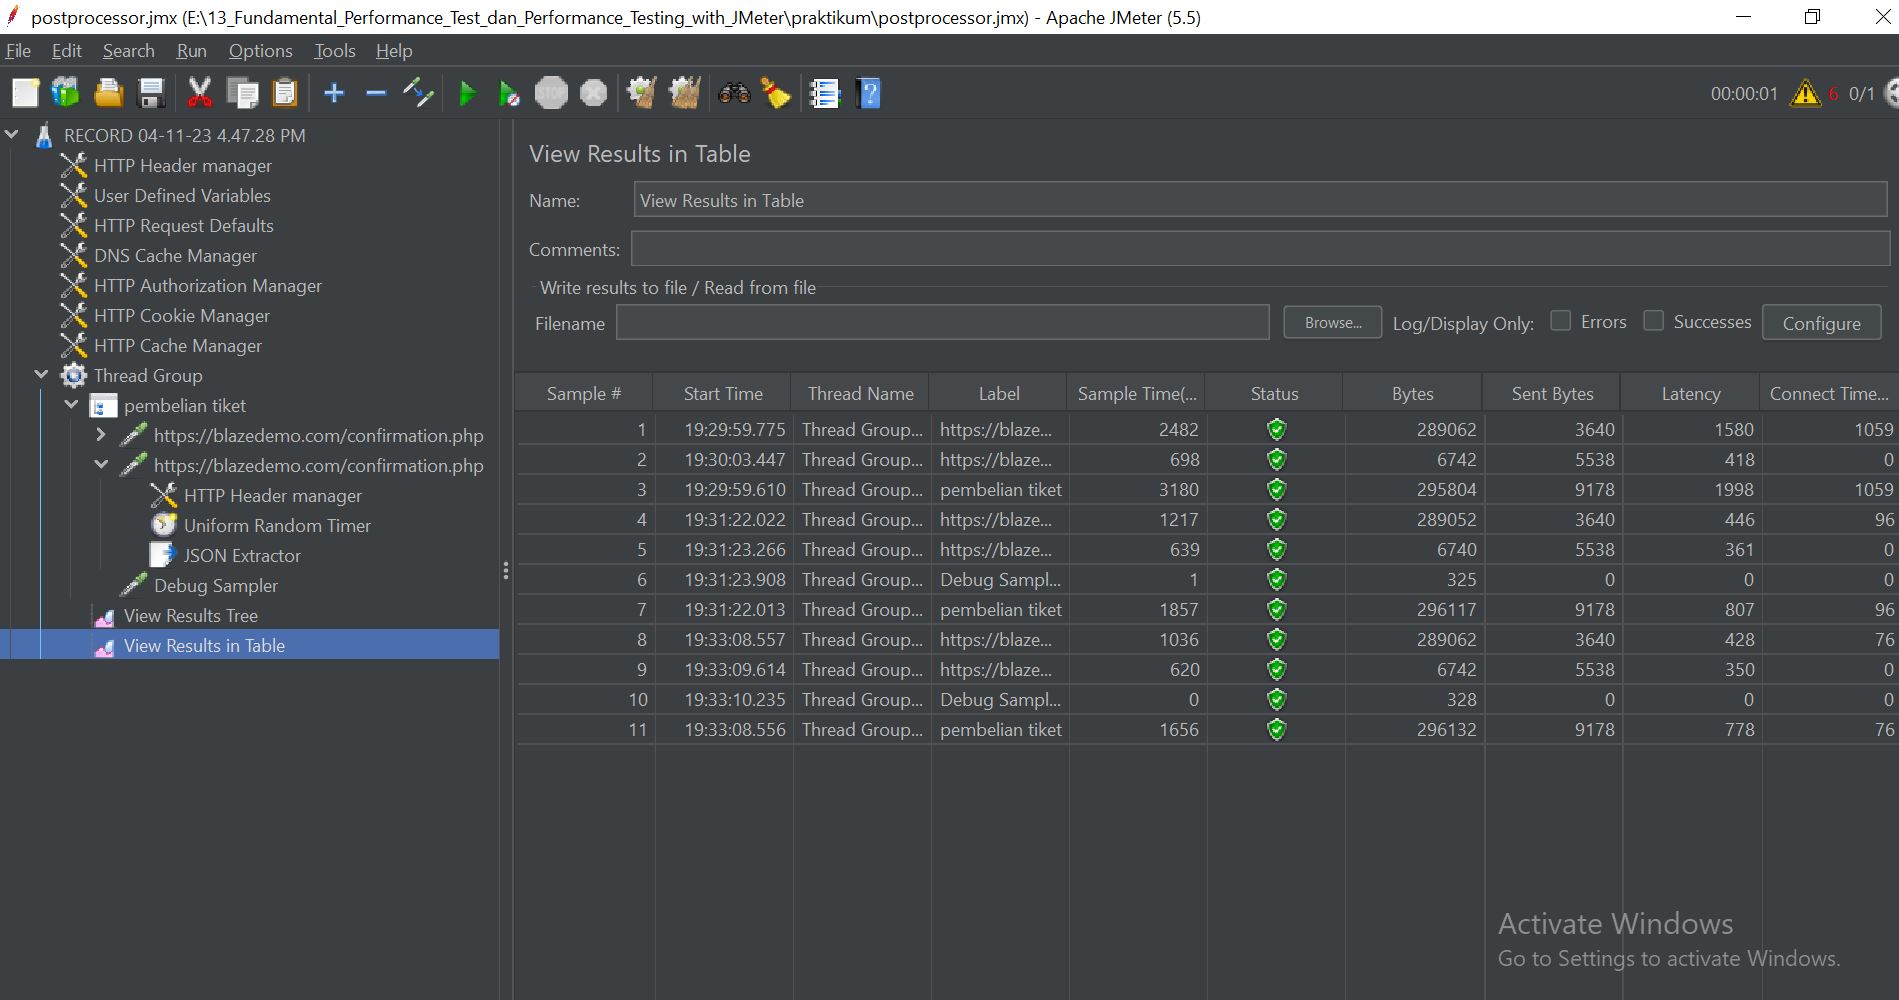 postprocessor.jmx (E:\13_Fundamental_Performance_Test_dan_Performance_Testing_with_JMeter\praktikum\postprocessor.jmx) - Apache JMeter (5.5)
File Edit Search Run Options Tools Help
STOP
00:00:01 6 0/1
RECORD 04-11-23 4.47.28 PM
HTTP Header manager
User Defined Variables
HTTP Request Defaults
DNS Cache Manager
HTTP Authorization Manager
HTTP Cookie Manager
HTTP Cache Manager
Thread Group
pembelian tiket
https://blazedemo.com/confirmation.php
https://blazedemo.com/confirmation.php
HTTP Header manager
Uniform Random Timer
JSON Extractor
Debug Sampler
View Results Tree
View Results in Table
View Results in Table
Name: View Results in Table
Comments:
Write results to file / Read from file
Filename Browse... Log/Display Only: Errors Successes Configure
Sample # Start Time Thread Name Label Sample Time(... Status Bytes Sent Bytes Latency Connect Time...
1 19:29:59.775 Thread Group... https://blaze... 2482 289062 3640 1580 1059
2 19:30:03.447 Thread Group... https://blaze... 698 6742 5538 418 0
3 19:29:59.610 Thread Group... pembelian tiket 3180 295804 9178 1998 1059
4 19:31:22.022 Thread Group... https://blaze... 1217 289052 3640 446 96
5 19:31:23.266 Thread Group... https://blaze... 639 6740 5538 361 0
6 19:31:23.908 Thread Group... Debug Sampl... 1 325 0 0 0
7 19:31:22.013 Thread Group... pembelian tiket 1857 296117 9178 807 96
8 19:33:08.557 Thread Group... https://blaze... 1036 289062 3640 428 76
9 19:33:09.614 Thread Group... https://blaze... 620 6742 5538 350 0
10 19:33:10.235 Thread Group... Debug Sampl... 0 328 0 0 0
11 19:33:08.556 Thread Group... pembelian tiket 1656 296132 9178 778 76
Activate Windows
Go to Settings to activate Windows.